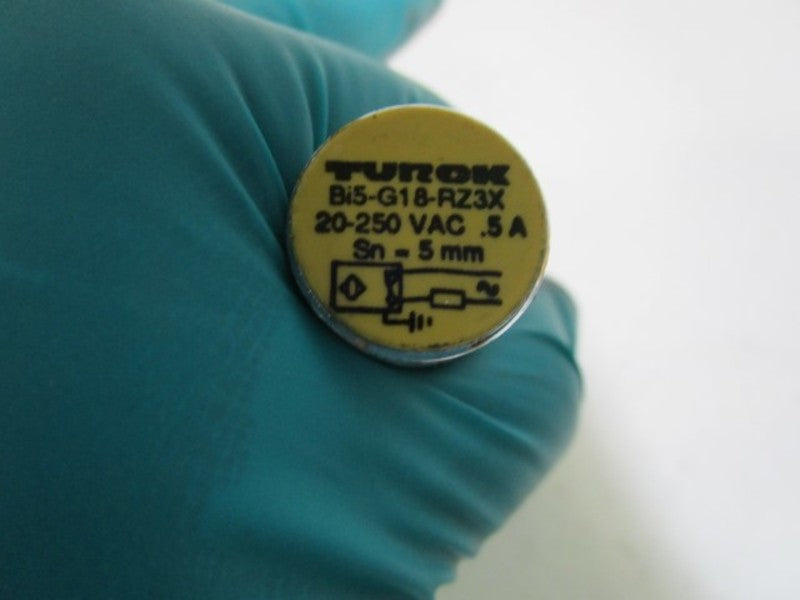 TURCK
Bi5-G18-RZ3X
20-250 VAC .5 A
Sn = 5 mm